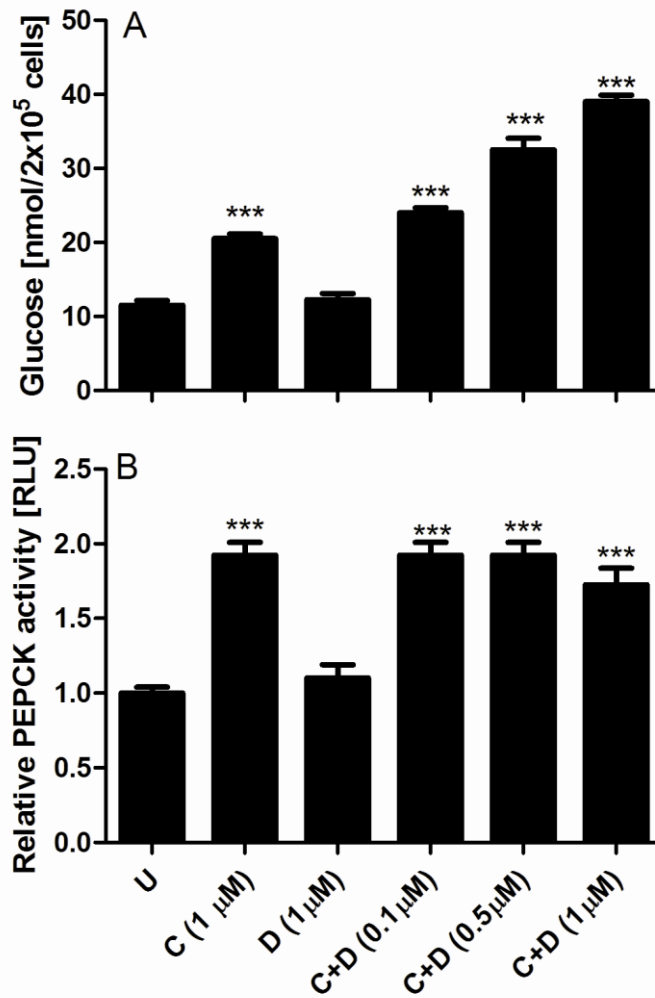 A
Glucose [nmol/2x10⁵ cells]
50
40
30
20
10
0
***
***
***
***
B
Relative PEPCK activity [RLU]
2.5
2.0
1.5
1.0
0.5
0.0
***
***
***
***
U
C (1 µM)
D (1µM)
C+D (0.1µM)
C+D (0.5µM)
C+D (1µM)